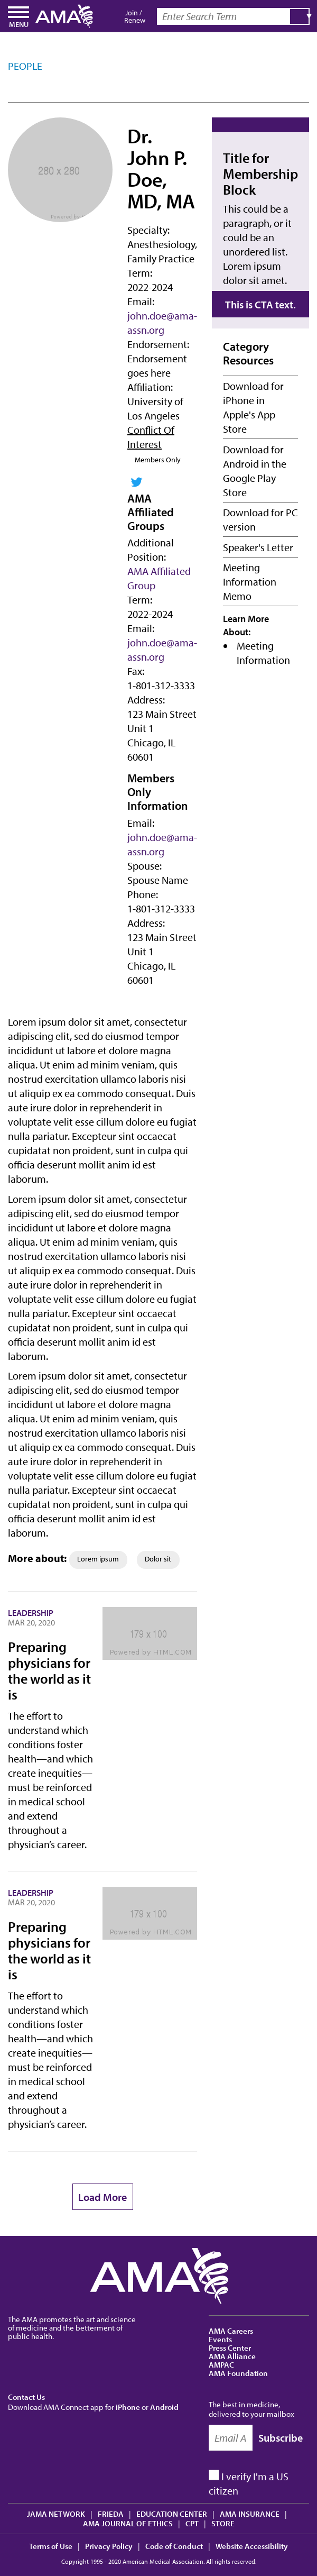 MENU
AMA
Join /
Renew
Enter Search Term
PEOPLE
280 x 280
Powered by
Dr.
John P.
Doe,
MD, MA
Specialty:
Anesthesiology,
Family Practice
Term:
2022-2024
Email:
john.doe@ama-
assn.org
Endorsement:
Endorsement
goes here
Affiliation:
University of
Los Angeles
Conflict Of
Interest
Members Only
AMA
Affiliated
Groups
Additional
Position:
AMA Affiliated
Group
Term:
2022-2024
Email:
john.doe@ama-
assn.org
Fax:
1-801-312-3333
Address:
123 Main Street
Unit 1
Chicago, IL
60601
Members
Only
Information
Email:
john.doe@ama-
assn.org
Spouse:
Spouse Name
Phone:
1-801-312-3333
Address:
123 Main Street
Unit 1
Chicago, IL
60601
Title for
Membership
Block
This could be a
paragraph, or it
could be an
unordered list.
Lorem ipsum
dolor sit amet.
This is CTA text.
Category
Resources
Download for
iPhone in
Apple's App
Store
Download for
Android in the
Google Play
Store
Download for PC
version
Speaker's Letter
Meeting
Information
Memo
Learn More
About:
• Meeting
Information
Lorem ipsum dolor sit amet, consectetur
adipiscing elit, sed do eiusmod tempor
incididunt ut labore et dolore magna
aliqua. Ut enim ad minim veniam, quis
nostrud exercitation ullamco laboris nisi
ut aliquip ex ea commodo consequat. Duis
aute irure dolor in reprehenderit in
voluptate velit esse cillum dolore eu fugiat
nulla pariatur. Excepteur sint occaecat
cupidatat non proident, sunt in culpa qui
officia deserunt mollit anim id est
laborum.
Lorem ipsum dolor sit amet, consectetur
adipiscing elit, sed do eiusmod tempor
incididunt ut labore et dolore magna
aliqua. Ut enim ad minim veniam, quis
nostrud exercitation ullamco laboris nisi
ut aliquip ex ea commodo consequat. Duis
aute irure dolor in reprehenderit in
voluptate velit esse cillum dolore eu fugiat
nulla pariatur. Excepteur sint occaecat
cupidatat non proident, sunt in culpa qui
officia deserunt mollit anim id est
laborum.
Lorem ipsum dolor sit amet, consectetur
adipiscing elit, sed do eiusmod tempor
incididunt ut labore et dolore magna
aliqua. Ut enim ad minim veniam, quis
nostrud exercitation ullamco laboris nisi
ut aliquip ex ea commodo consequat. Duis
aute irure dolor in reprehenderit in
voluptate velit esse cillum dolore eu fugiat
nulla pariatur. Excepteur sint occaecat
cupidatat non proident, sunt in culpa qui
officia deserunt mollit anim id est
laborum.
More about: Lorem ipsum Dolor sit
LEADERSHIP
MAR 20, 2020
Preparing
physicians for
the world as it
is
The effort to
understand which
conditions foster
health—and which
create inequities—
must be reinforced
in medical school
and extend
throughout a
physician’s career.
179 x 100
Powered by HTML.COM
LEADERSHIP
MAR 20, 2020
Preparing
physicians for
the world as it
is
The effort to
understand which
conditions foster
health—and which
create inequities—
must be reinforced
in medical school
and extend
throughout a
physician’s career.
179 x 100
Powered by HTML.COM
Load More
AMA
The AMA promotes the art and science
of medicine and the betterment of
public health.
Contact Us
Download AMA Connect app for iPhone or Android
AMA Careers
Events
Press Center
AMA Alliance
AMPAC
AMA Foundation
The best in medicine,
delivered to your mailbox
Email A Subscribe
I verify I'm a US
citizen
JAMA NETWORK | FRIEDA | EDUCATION CENTER | AMA INSURANCE |
AMA JOURNAL OF ETHICS | CPT | STORE
Terms of Use | Privacy Policy | Code of Conduct | Website Accessibility
Copyright 1995 - 2020 American Medical Association. All rights reserved.